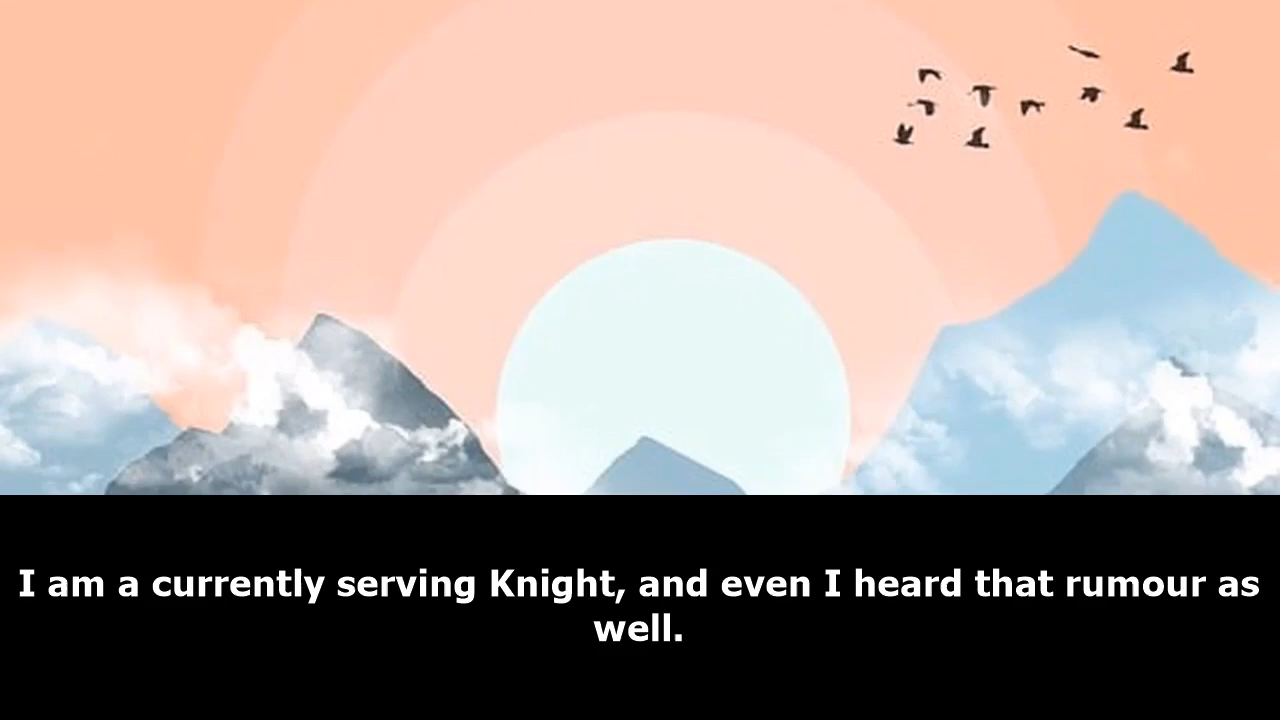 I am a currently serving Knight, and even I heard that rumour as
well.